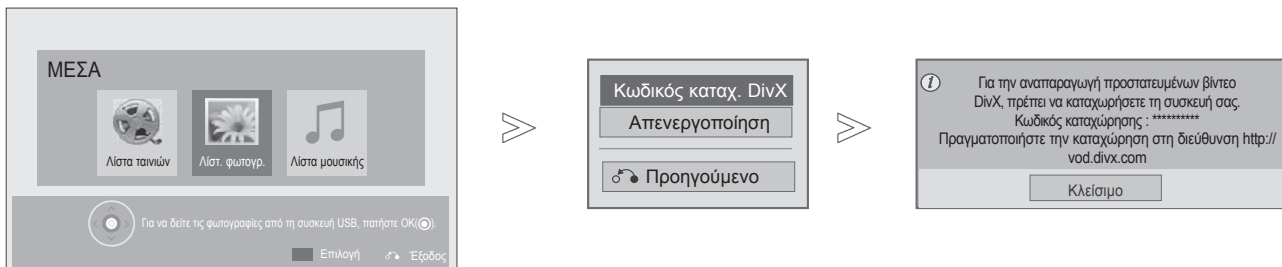 ΜΕΣΑ
Λίστα ταινιών
Λίστ. φωτογρ.
Λίστα μουσικής
Για να δείτε τις φωτογραφίες από τη συσκευή USB, πατήστε OK(◉).
Επιλογή
Έξοδος
Κωδικός καταχ. DivX
Απενεργοποίηση
Προηγούμενο
Για την αναπαραγωγή προστατευμένων βίντεο
DivX, πρέπει να καταχωρήσετε τη συσκευή σας.
Κωδικός καταχώρησης : **********
Πραγματοποιήστε την καταχώρηση στη διεύθυνση http://
vod.divx.com
Κλείσιμο